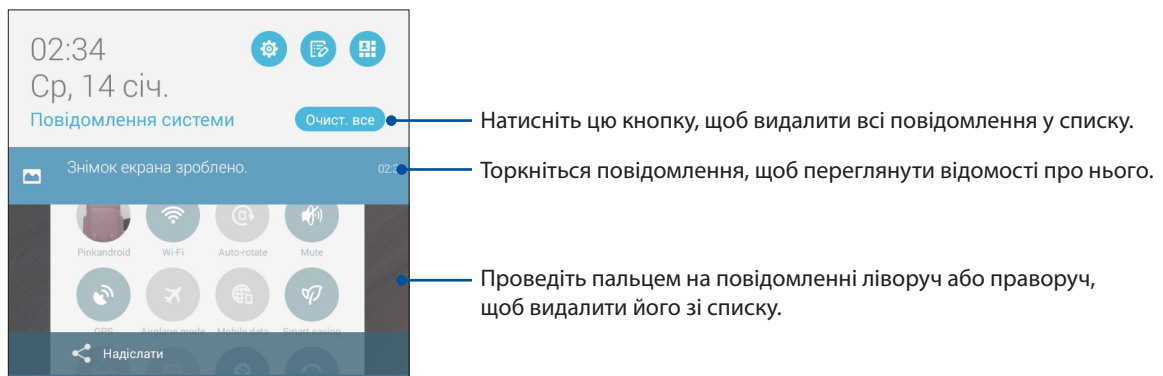 02:34
Ср, 14 січ.
Повідомлення системи
Очист. все
Натисніть цю кнопку, щоб видалити всі повідомлення у списку.
Знімок екрана зроблено.
Торкніться повідомлення, щоб переглянути відомості про нього.
Pinkandroid Wi-Fi Auto-rotate Mute
Проведіть пальцем на повідомленні ліворуч або праворуч,
щоб видалити його зі списку.
GPS Airplane mode Mobile data Smart saving
Надіслати